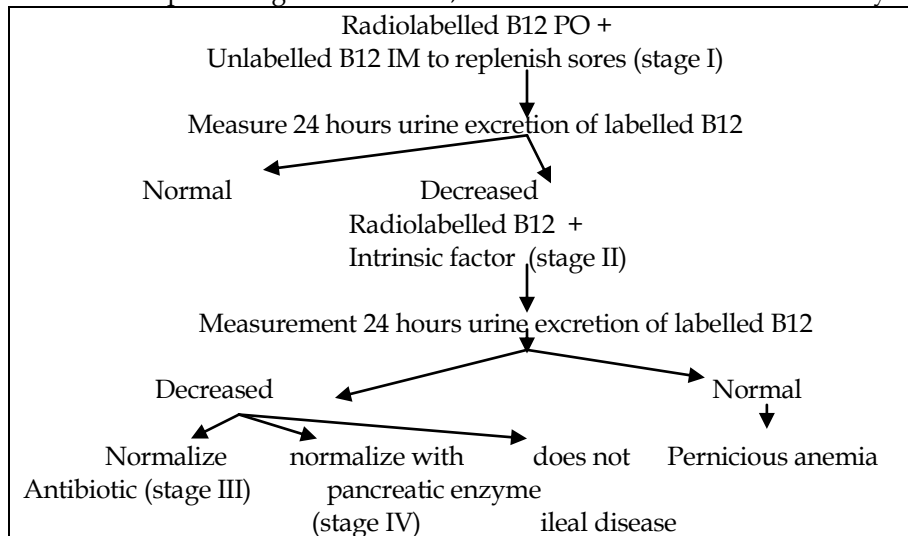 Radiolabelled B12 PO +
Unlabelled B12 IM to replenish sores (stage I)
Measure 24 hours urine excretion of labelled B12
Normal Decreased
Radiolabelled B12 +
Intrinsic factor (stage II)
Measurement 24 hours urine excretion of labelled B12
Decreased Normal
Normalize normalize with does not Pernicious anemia
Antibiotic (stage III) pancreatic enzyme
(stage IV) ileal disease